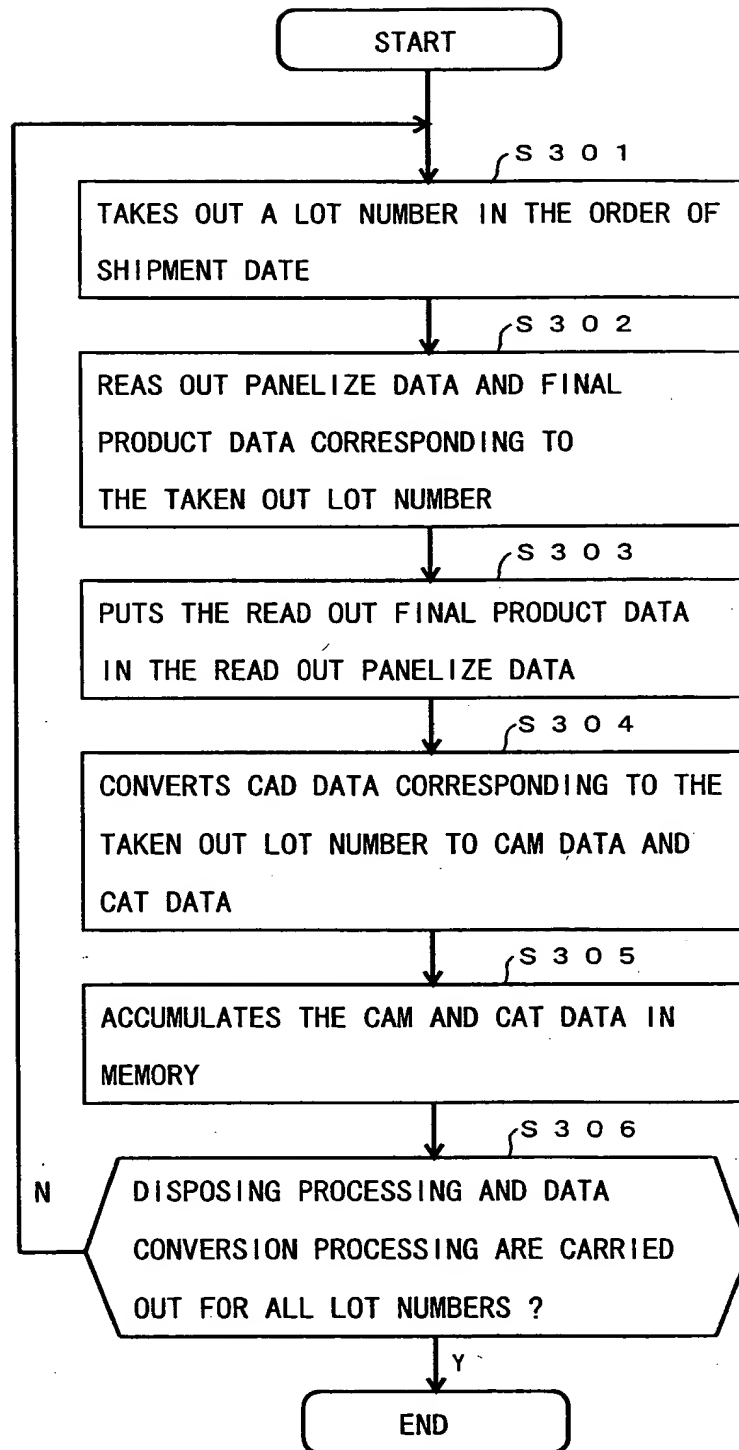 START
S301
TAKES OUT A LOT NUMBER IN THE ORDER OF
SHIPMENT DATE
S302
REAS OUT PANELIZE DATA AND FINAL
PRODUCT DATA CORRESPONDING TO
THE TAKEN OUT LOT NUMBER
S303
PUTS THE READ OUT FINAL PRODUCT DATA
IN THE READ OUT PANELIZE DATA
S304
CONVERTS CAD DATA CORRESPONDING TO THE
TAKEN OUT LOT NUMBER TO CAM DATA AND
CAT DATA
S305
ACCUMULATES THE CAM AND CAT DATA IN
MEMORY
S306
N
DISPOSING PROCESSING AND DATA
CONVERSION PROCESSING ARE CARRIED
OUT FOR ALL LOT NUMBERS ?
Y
END